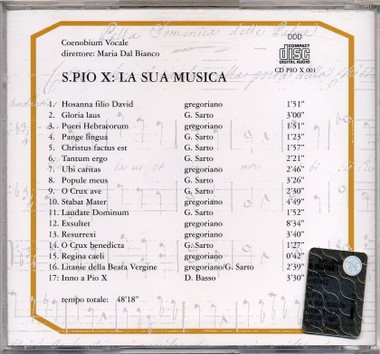 Coenobium Vocale
direttore: Maria Dal Bianco
DDD
COMPACT
disc
DIGITAL AUDIO
CD PIO X 001
S.PIO X: LA SUA MUSICA
1: Hosanna filio David gregoriano 1'51"
2: Gloria laus G. Sarto 3'00"
3: Pueri Hebraeorum gregoriano 1'31"
4: Pange lingua G. Sarto 1'23"
5: Christus factus est G. Sarto 1'57"
6: Tantum ergo G. Sarto 2'21"
7: Ubi caritas gregoriano 2'46"
8: Popule meus G. Sarto 3'26"
9: O Crux ave G. Sarto 2'30"
10: Stabat Mater gregoriano 4'49"
11: Laudate Dominum G. Sarto 1'52"
12: Exsultet gregoriano 8'34"
13: Resurrexi gregoriano 3'40"
14: O Crux benedicta G. Sarto 1'27"
15: Regina caeli gregoriano 0'42"
16: Litanie della Beata Vergine gregoriano/G. Sarto 2'39"
17: Inno a Pio X D. Basso 3'30"
tempo totale: 48'18"